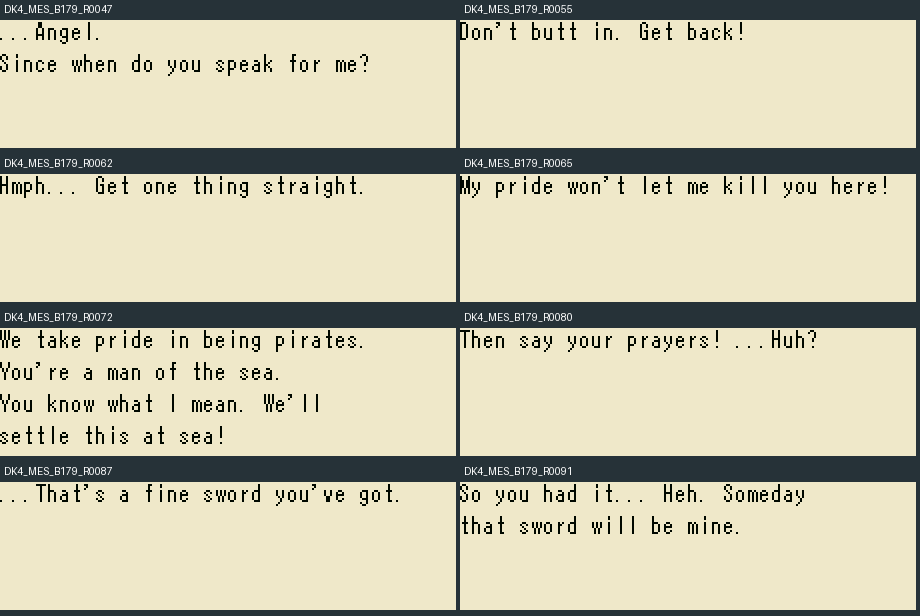 DK4_MES_B179_R0047
...Angel.
Since when do you speak for me?
DK4_MES_B179_R0055
Don't butt in. Get back!
DK4_MES_B179_R0062
Hmph... Get one thing straight.
DK4_MES_B179_R0065
My pride won't let me kill you here!
DK4_MES_B179_R0072
We take pride in being pirates.
You're a man of the sea.
You know what I mean. We'll
settle this at sea!
DK4_MES_B179_R0080
Then say your prayers! ...Huh?
DK4_MES_B179_R0087
...That's a fine sword you've got.
DK4_MES_B179_R0091
So you had it... Heh. Someday
that sword will be mine.